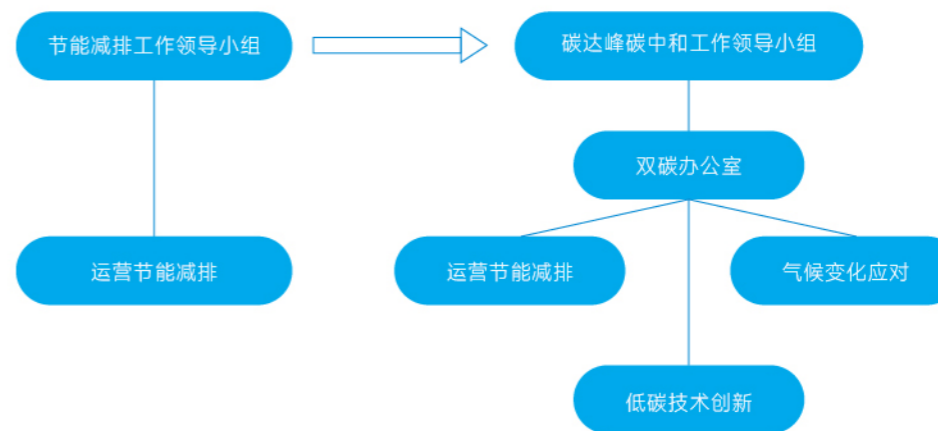 节能减排工作领导小组
碳达峰碳中和工作领导小组
双碳办公室
运营节能减排
运营节能减排
气候变化应对
低碳技术创新